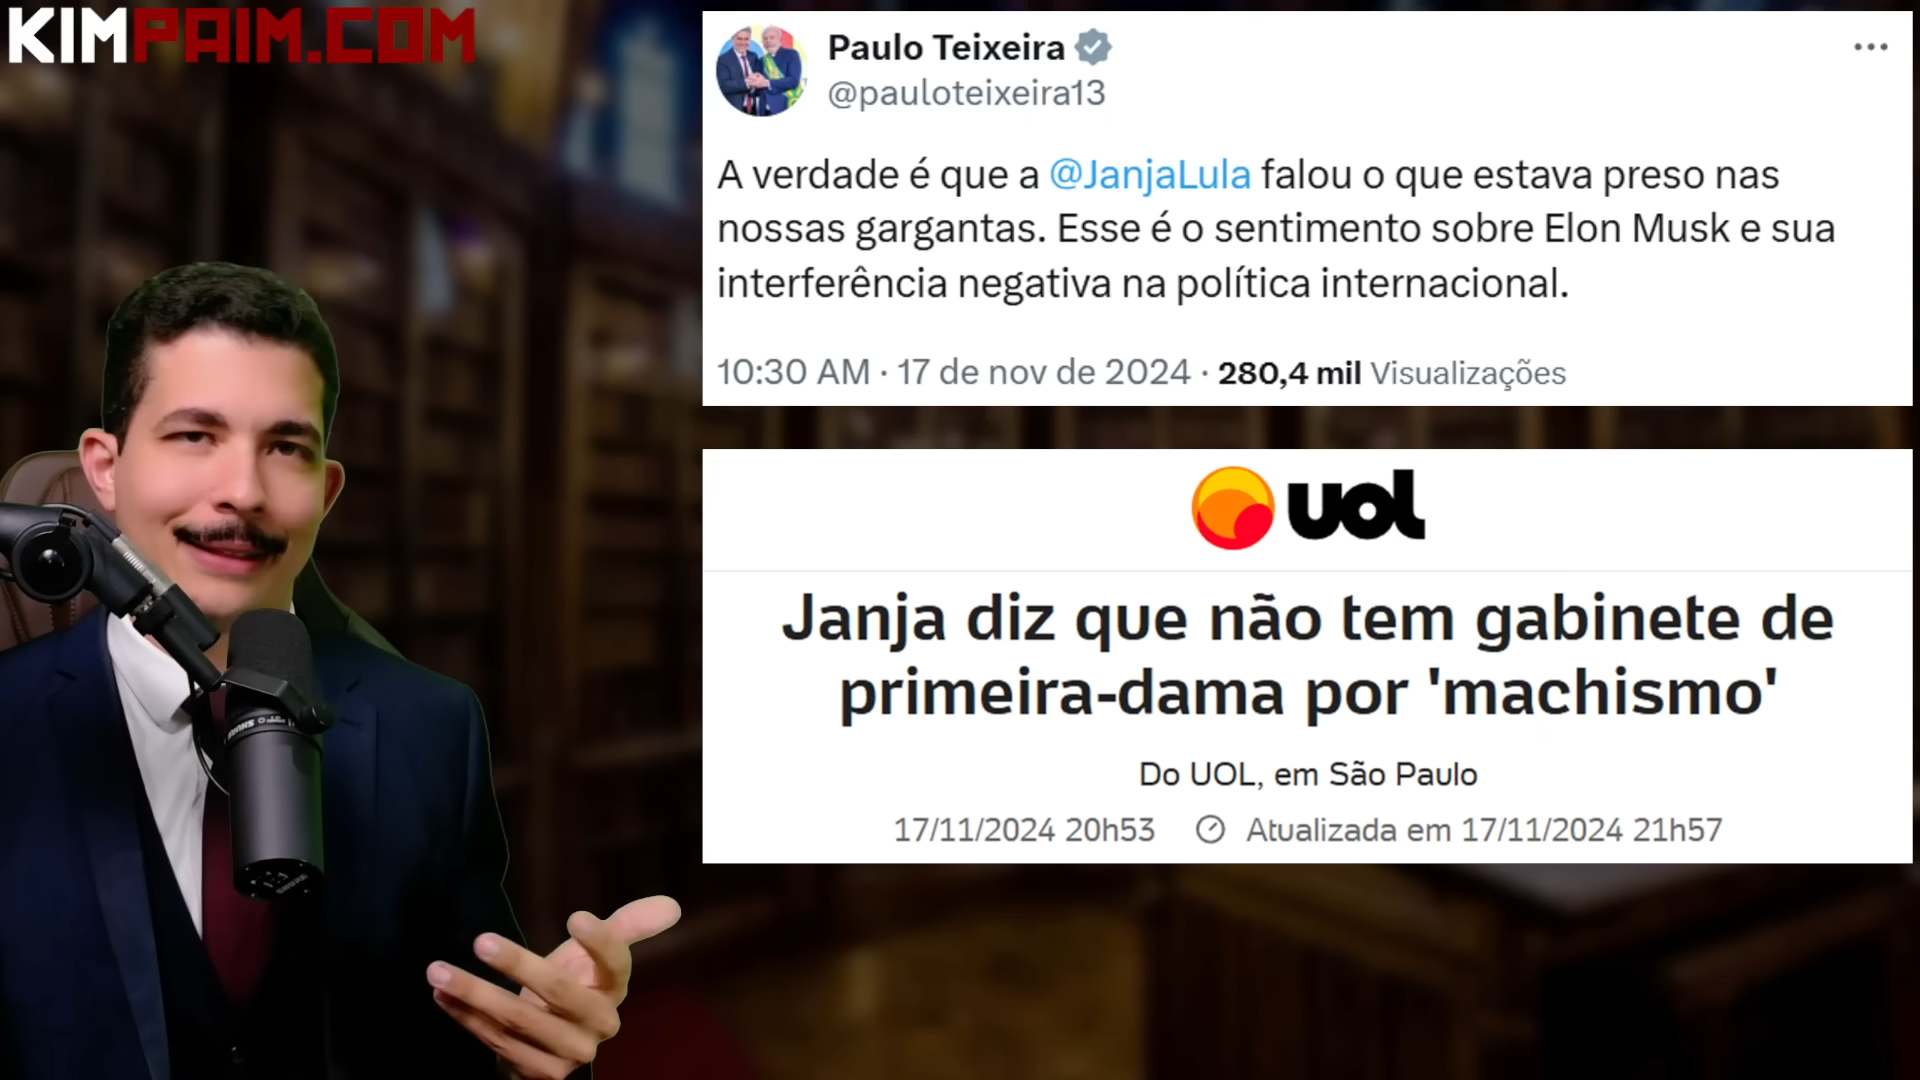 KIMPAIM.COM
Paulo Teixeira
@pauloteixeira13
A verdade é que a @JanjaLula falou o que estava preso nas
nossas gargantas. Esse é o sentimento sobre Elon Musk e sua
interferência negativa na política internacional.
10:30 AM · 17 de nov de 2024 · 280,4 mil Visualizações
uol
Janja diz que não tem gabinete de
primeira-dama por 'machismo'
Do UOL, em São Paulo
17/11/2024 20h53 Atualizada em 17/11/2024 21h57
SHURE